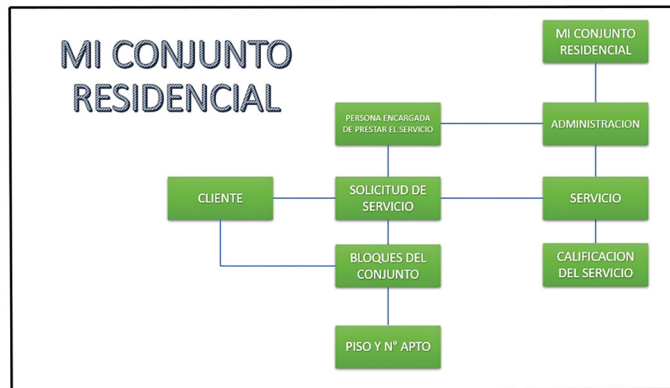 MI CONJUNTO
RESIDENCIAL
MI CONJUNTO
RESIDENCIAL
PERSONA ENCARGADA
DE PRESTAR EL SERVICIO
ADMINISTRACION
CLIENTE
SOLICITUD DE
SERVICIO
SERVICIO
BLOQUES DEL
CONJUNTO
CALIFICACION
DEL SERVICIO
PISO Y N° APTO